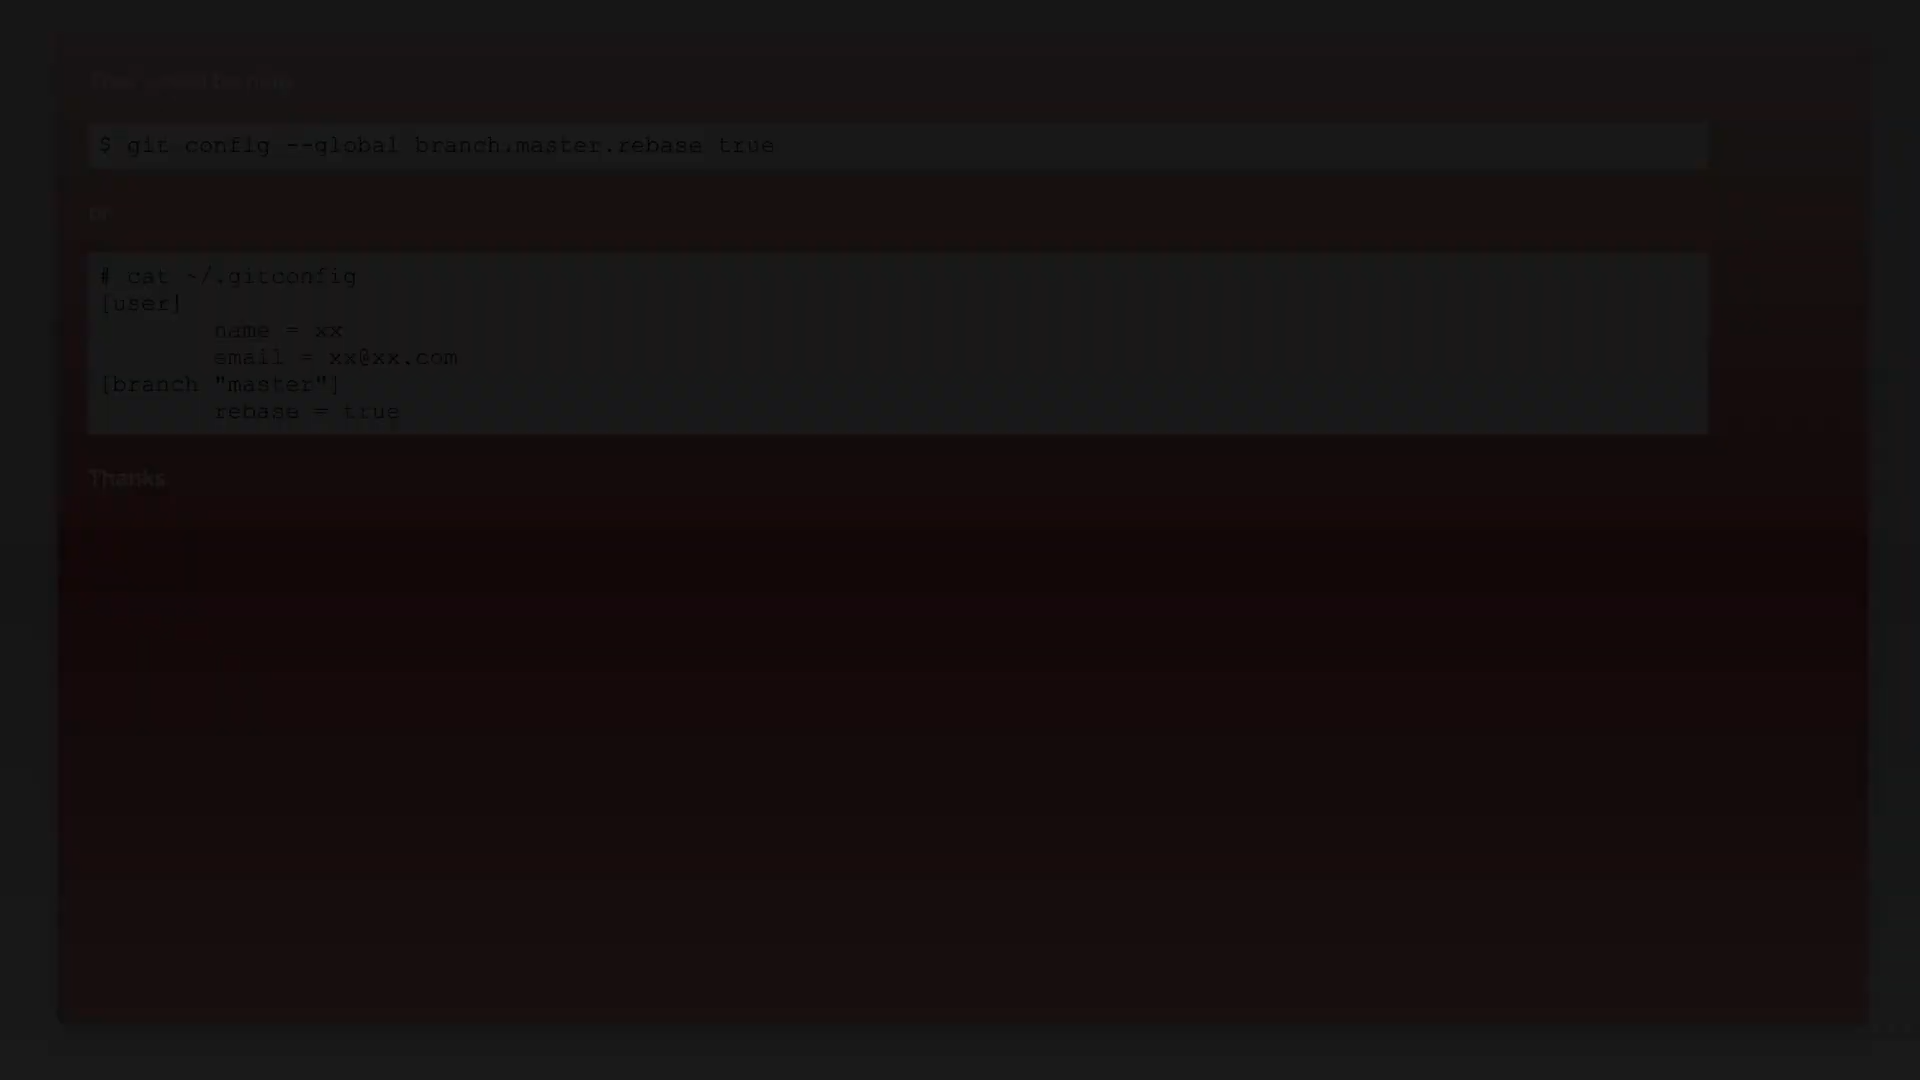 $ git config --global branch.master.rebase true
or
# cat ~/.gitconfig
[user]
name = xx
email = xx@xx.com
[branch "master"]
rebase = true
Thanks